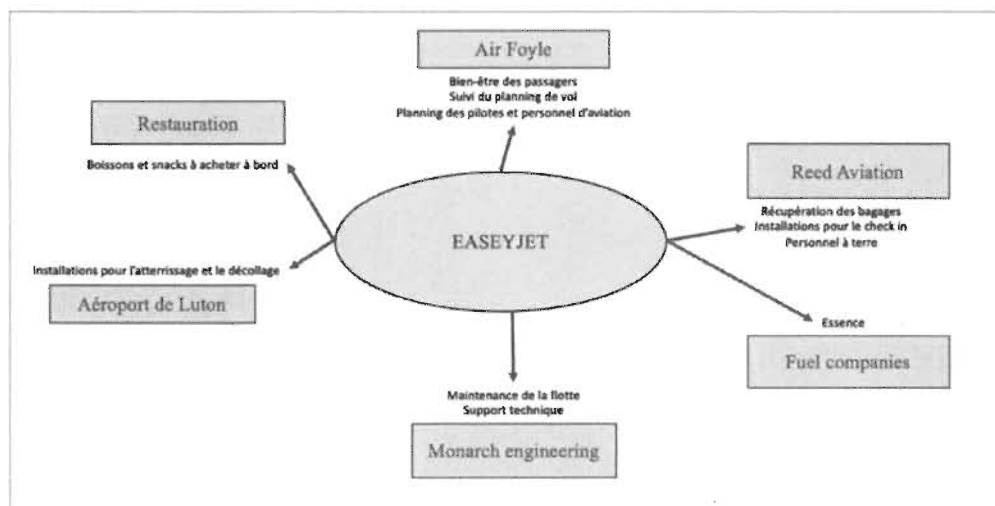 Air Foyle
Bien-être des passagers
Suivi du planning de vol
Planning des pilotes et personnel d'aviation
Restauration
Boissons et snacks à acheter à bord
Reed Aviation
Récupération des bagages
Installations pour le check in
Personnel à terre
EASEYJET
Installations pour l'atterrissage et le décollage
Aéroport de Luton
Essence
Fuel companies
Maintenance de la flotte
Support technique
Monarch engineering